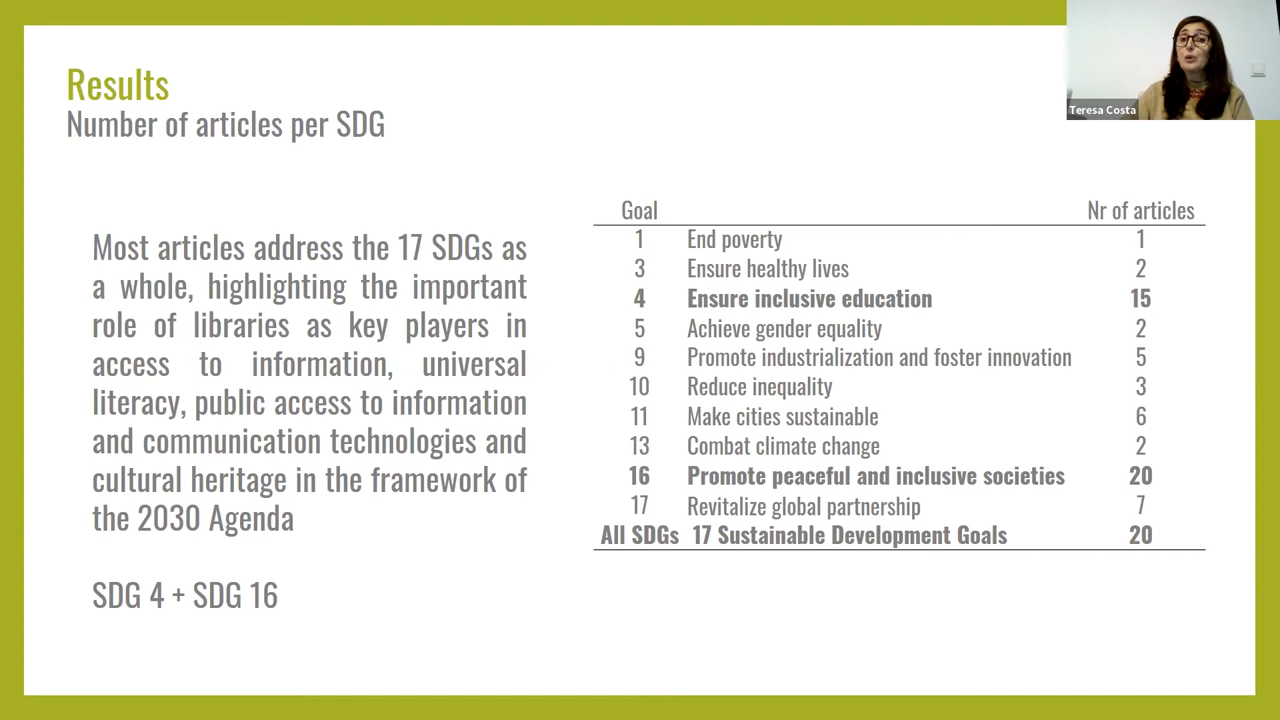 Results
Number of articles per SDG
Teresa Costa
Most articles address the 17 SDGs as
a whole, highlighting the important
role of libraries as key players in
access to information, universal
literacy, public access to information
and communication technologies and
cultural heritage in the framework of
the 2030 Agenda
SDG 4 + SDG 16
Goal Nr of articles
1 End poverty 1
3 Ensure healthy lives 2
4 Ensure inclusive education 15
5 Achieve gender equality 2
9 Promote industrialization and foster innovation 5
10 Reduce inequality 3
11 Make cities sustainable 6
13 Combat climate change 2
16 Promote peaceful and inclusive societies 20
17 Revitalize global partnership 7
All SDGs 17 Sustainable Development Goals 20